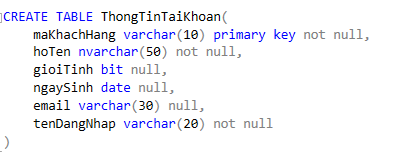 CREATE TABLE ThongTinTaiKhoan(
maKhachHang varchar(10) primary key not null,
hoTen nvarchar(50) not null,
gioiTinh bit null,
ngaySinh date null,
email varchar(30) null,
tenDangNhap varchar(20) not null
)